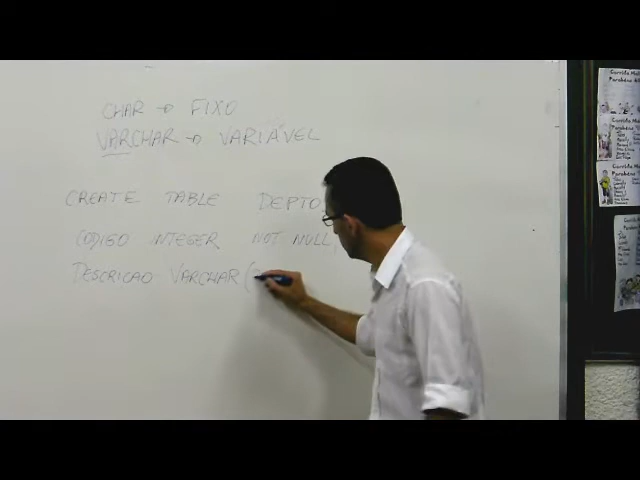 CHAR → FIXO
VARCHAR → VARIÁVEL
CREATE TABLE DEPTO
CODIGO INTEGER NOT NULL
DESCRICAO VARCHAR (